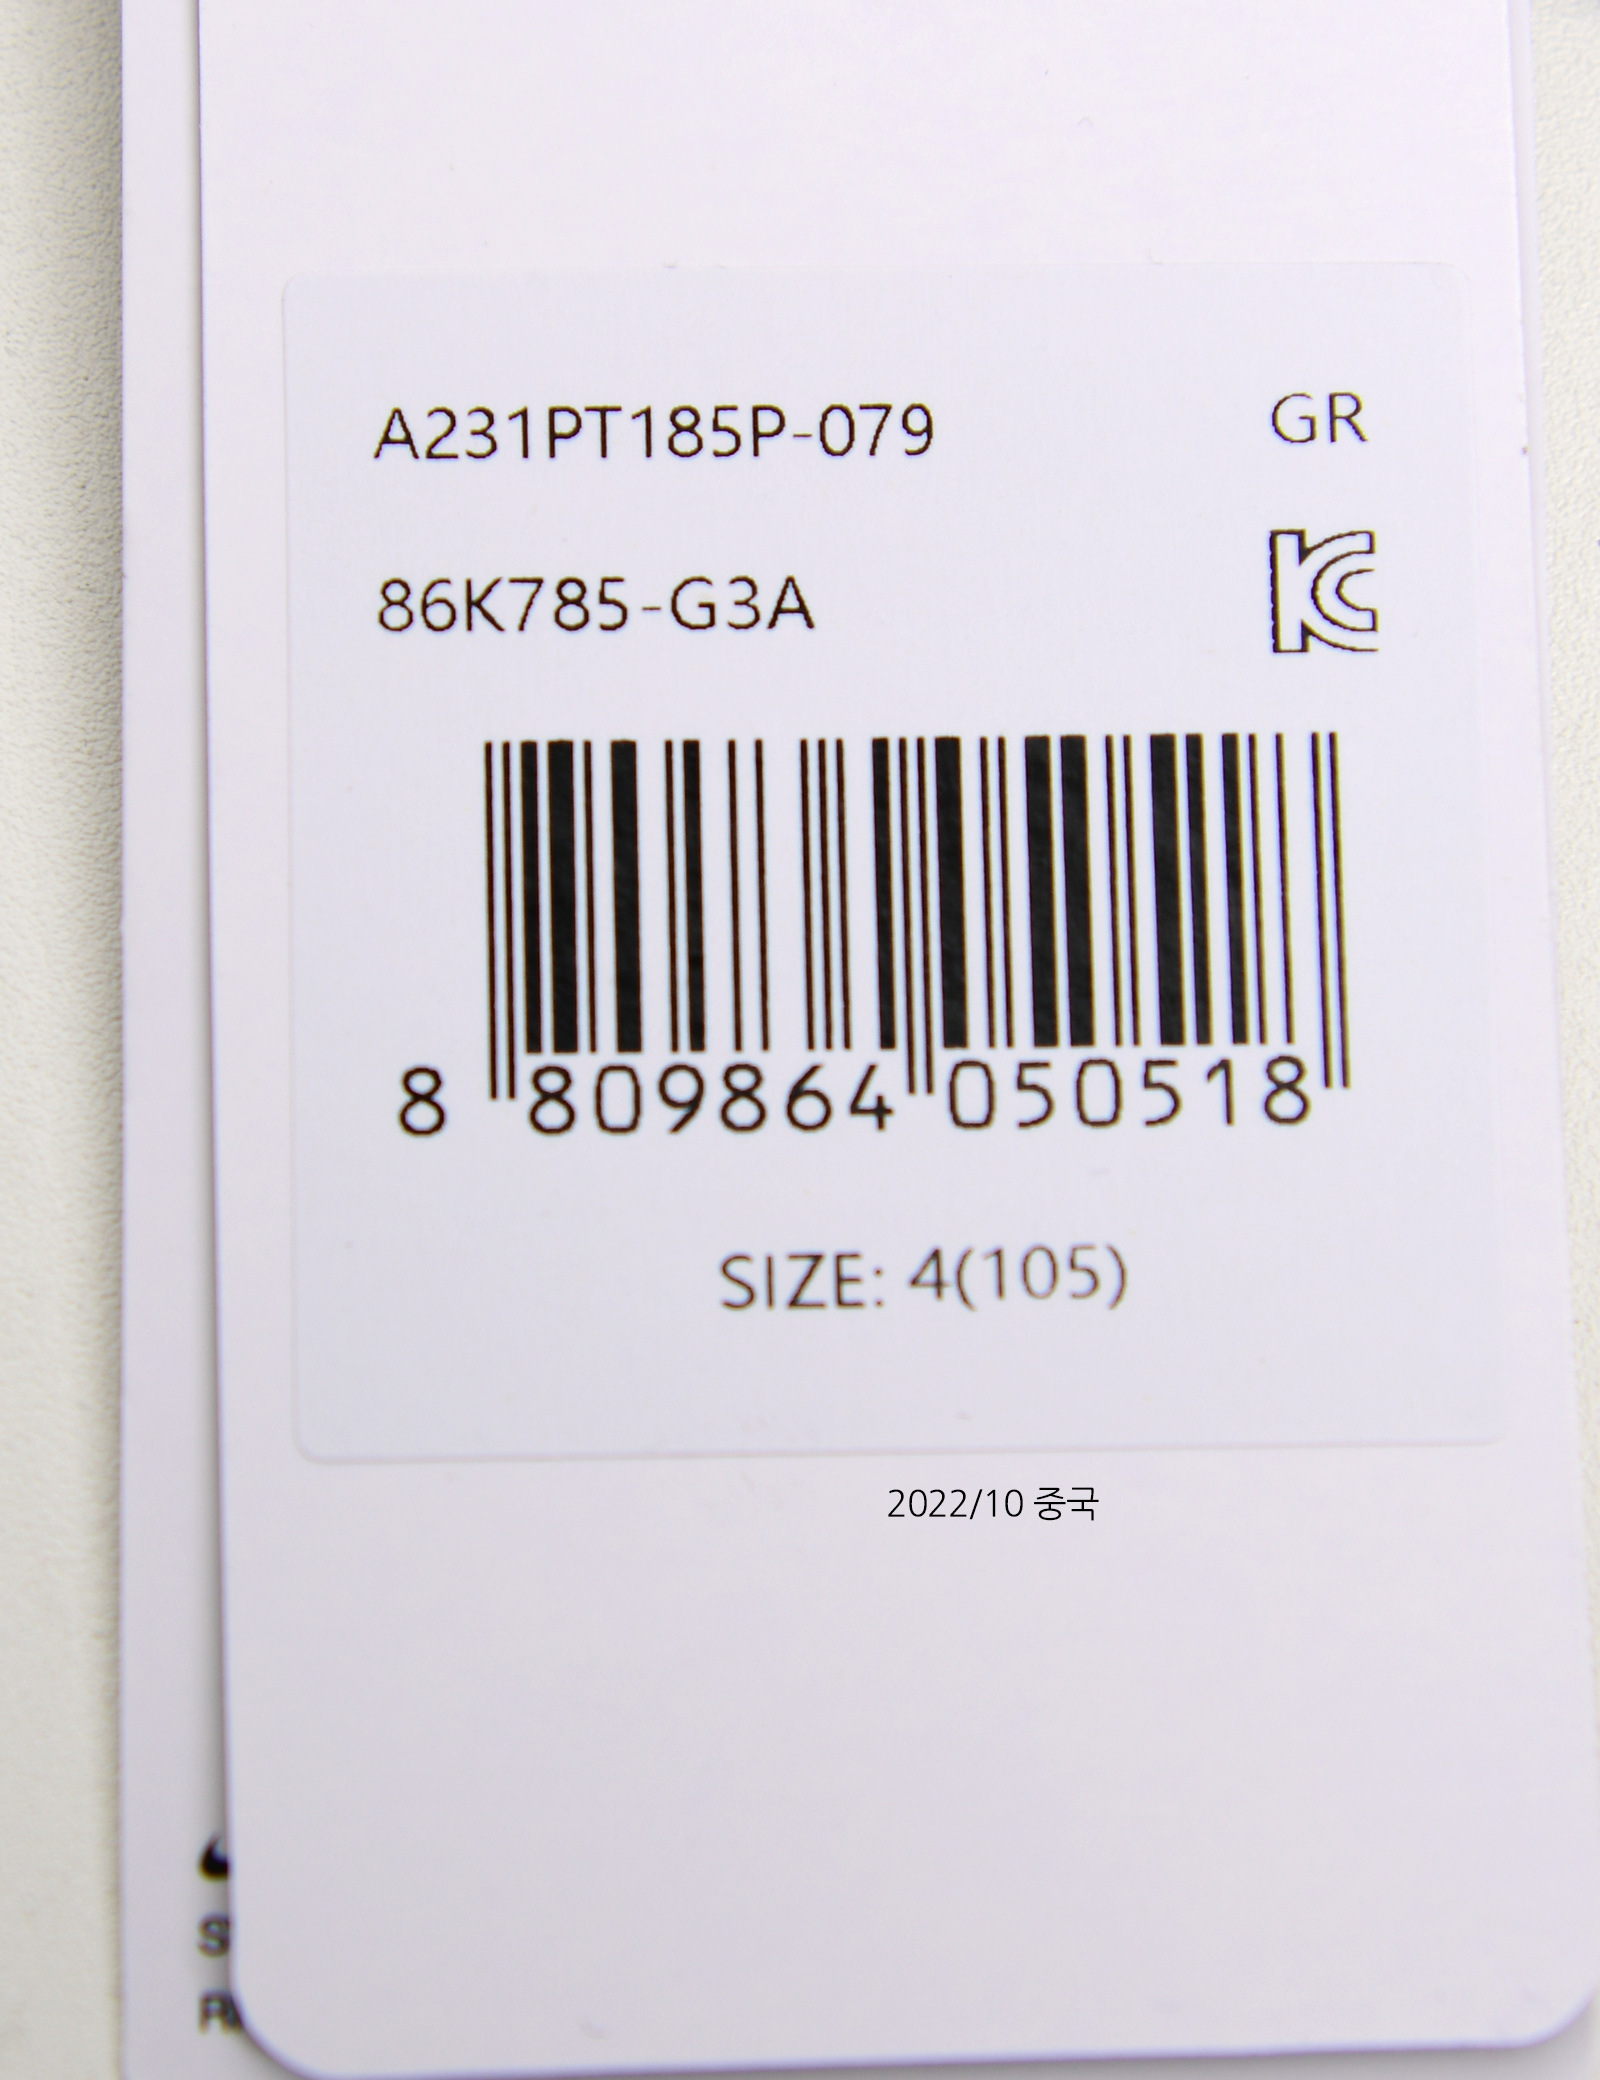 A231PT185P-079 GR
86K785-G3A
8 809864 050518
SIZE: 4(105)
2022/10 중국
S
R